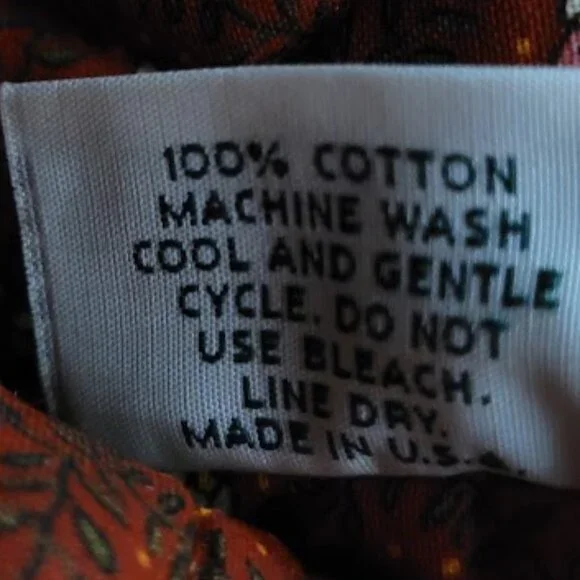 100% COTTON
MACHINE WASH
COOL AND GENTLE
CYCLE. DO NOT
USE BLEACH.
LINE DRY.
MADE IN U.S.A.